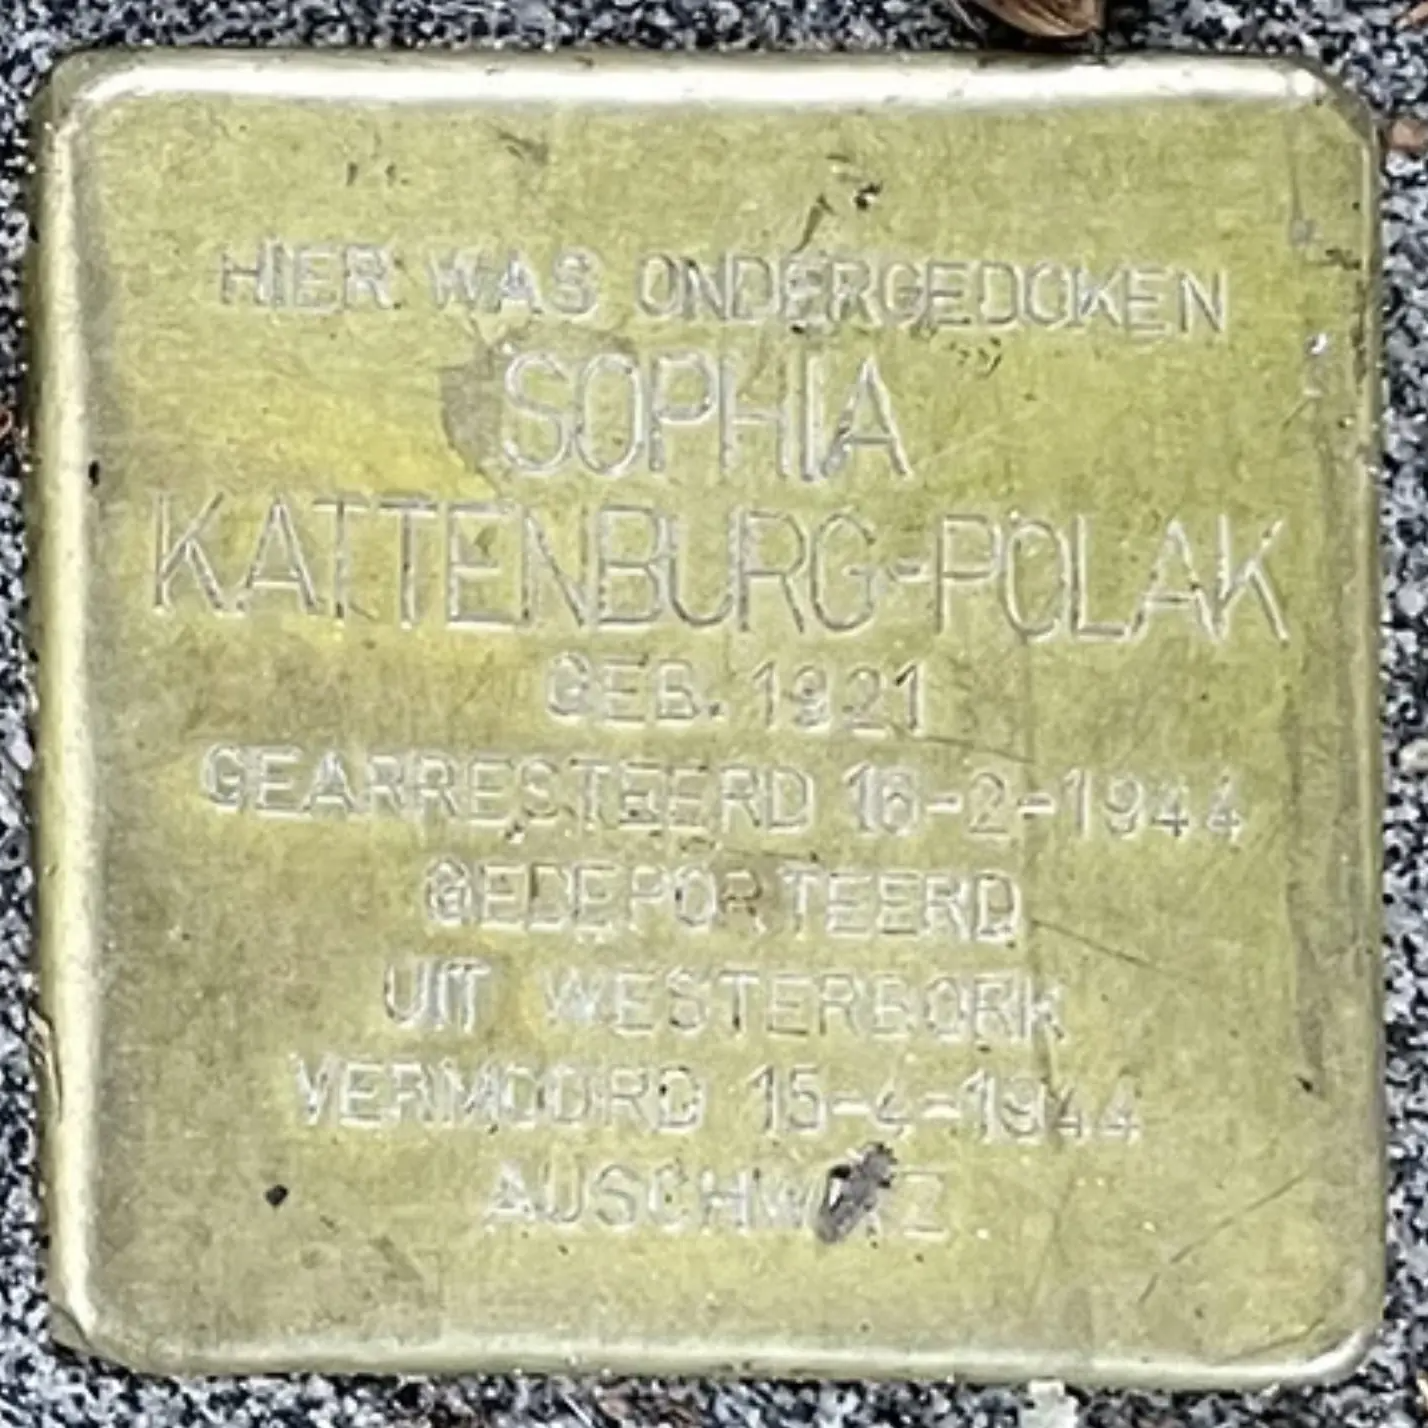 HIER WAS ONDERGEDOKEN
SOPHIA
KATTENBURG-POLAK
GEB. 1921
GEARRESTEERD 16-2-1944
GEDEPORTEERD
UIT WESTERBORK
VERMOORD 15-4-1944
AUSCHWITZ